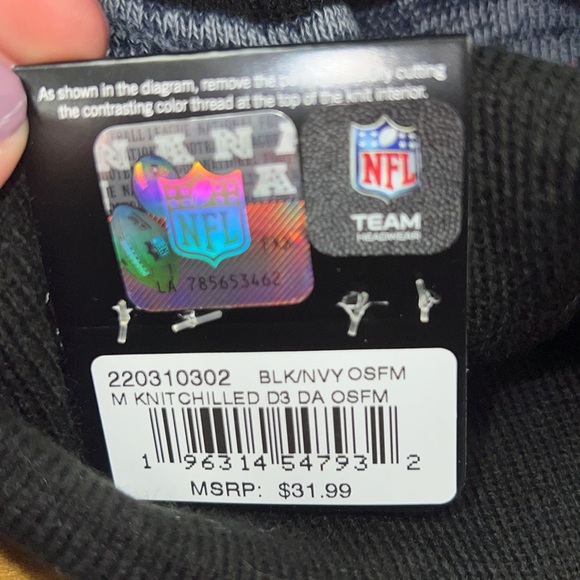 As shown in the diagram, remove the cutting
the contrasting color thread at the top of the knit interior.
NFL
LA 785653462
NFL
TEAM
HEADWEAR
220310302 BLK/NVY OSFM
M KNITCHILLED D3 DA OSFM
1 96314 54793 2
MSRP: $31.99